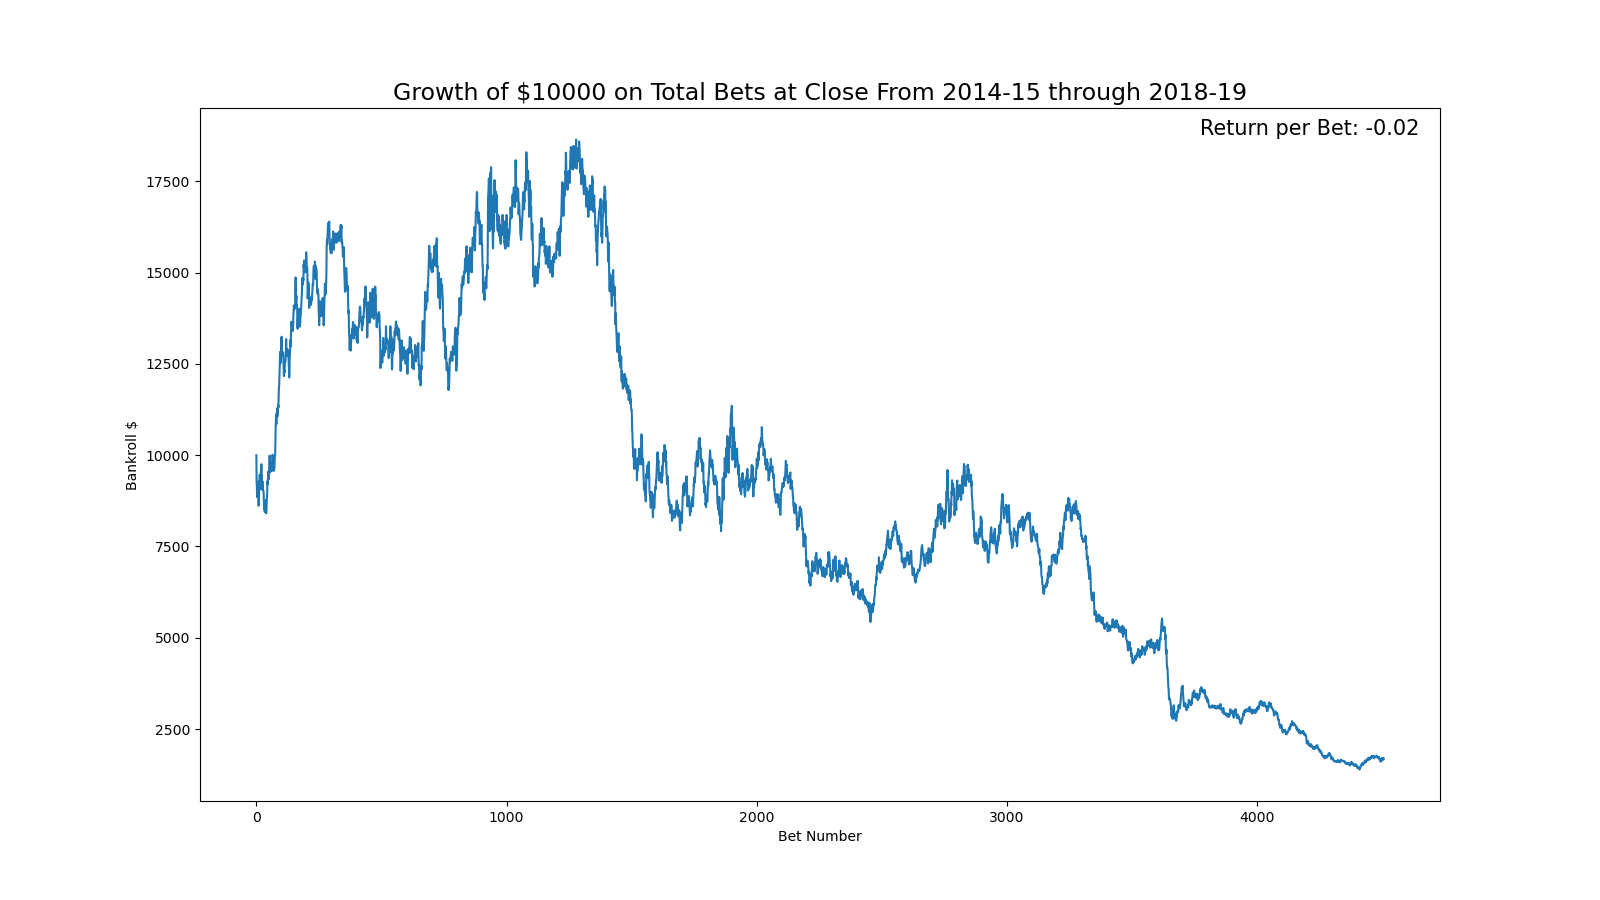 Growth of $10000 on Total Bets at Close From 2014-15 through 2018-19
Return per Bet: -0.02
17500
15000
12500
10000
7500
5000
2500
Bankroll $
0 1000 2000 3000 4000
Bet Number